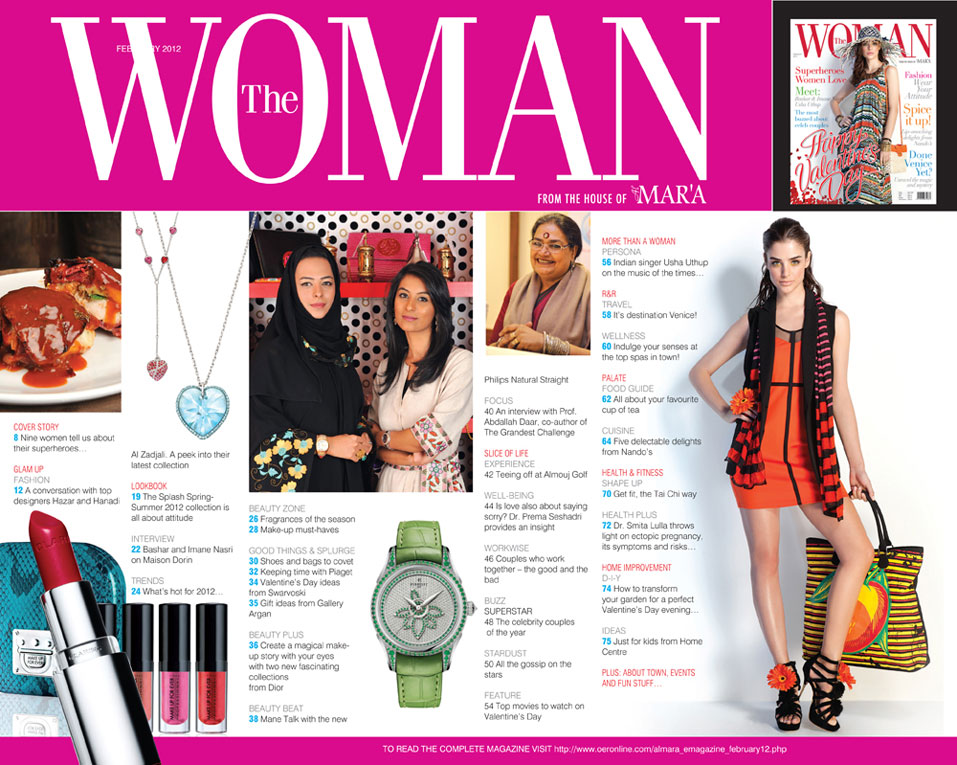 FEBRUARY 2012
The
WOMAN
FROM THE HOUSE OF MAR'A
The
WOMAN
Superheroes
Women Love
Meet:
The most
Happy
Valentine's
Day
Fashion
Wear
Your
Attitude
Spice
it up!
Done
Venice
Yet?
COVER STORY
8 Nine women tell us about
their superheroes…
GLAM UP
FASHION
12 A conversation with top
designers Hazar and Hanadi
Al Zadjali. A peek into their
latest collection
LOOKBOOK
19 The Splash Spring-
Summer 2012 collection is
all about attitude
INTERVIEW
22 Bashar and Imane Nasri
on Maison Dorin
TRENDS
24 What's hot for 2012…
MAKE UP
FOR EVER
MAKE UP FOR EVER
MAKE UP FOR EVER
BEAUTY ZONE
26 Fragrances of the season
28 Make-up must-haves
GOOD THINGS & SPLURGE
30 Shoes and bags to covet
32 Keeping time with Piaget
34 Valentine's Day ideas
from Swarovski
35 Gift ideas from Gallery
Argan
BEAUTY PLUS
36 Create a magical make-
up story with your eyes
with two new fascinating
collections
from Dior
BEAUTY BEAT
38 Mane Talk with the new
Philips Natural Straight
FOCUS
40 An interview with Prof.
Abdallah Daar, co-author of
The Grandest Challenge
SLICE OF LIFE
EXPERIENCE
42 Teeing off at Almouj Golf
WELL-BEING
44 Is love also about saying
sorry? Dr. Prema Seshadri
provides an insight
WORKWISE
46 Couples who work
together – the good and the
bad
BUZZ
SUPERSTAR
48 The celebrity couples
of the year
STARDUST
50 All the gossip on the
stars
FEATURE
54 Top movies to watch on
Valentine's Day
MORE THAN A WOMAN
PERSONA
56 Indian singer Usha Uthup
on the music of the times…
R&R
TRAVEL
58 It's destination Venice!
WELLNESS
60 Indulge your senses at
the top spas in town!
PALATE
FOOD GUIDE
62 All about your favourite
cup of tea
CUISINE
64 Five delectable delights
from Nando's
HEALTH & FITNESS
SHAPE UP
70 Get fit, the Tai Chi way
HEALTH PLUS
72 Dr. Smita Lulla throws
light on ectopic pregnancy,
its symptoms and risks…
HOME IMPROVEMENT
D-I-Y
74 How to transform
your garden for a perfect
Valentine's Day evening…
IDEAS
75 Just for kids from Home
Centre
PLUS: ABOUT TOWN, EVENTS
AND FUN STUFF…
TO READ THE COMPLETE MAGAZINE VISIT http://www.oeronline.com/almara_emagazine_february12.php